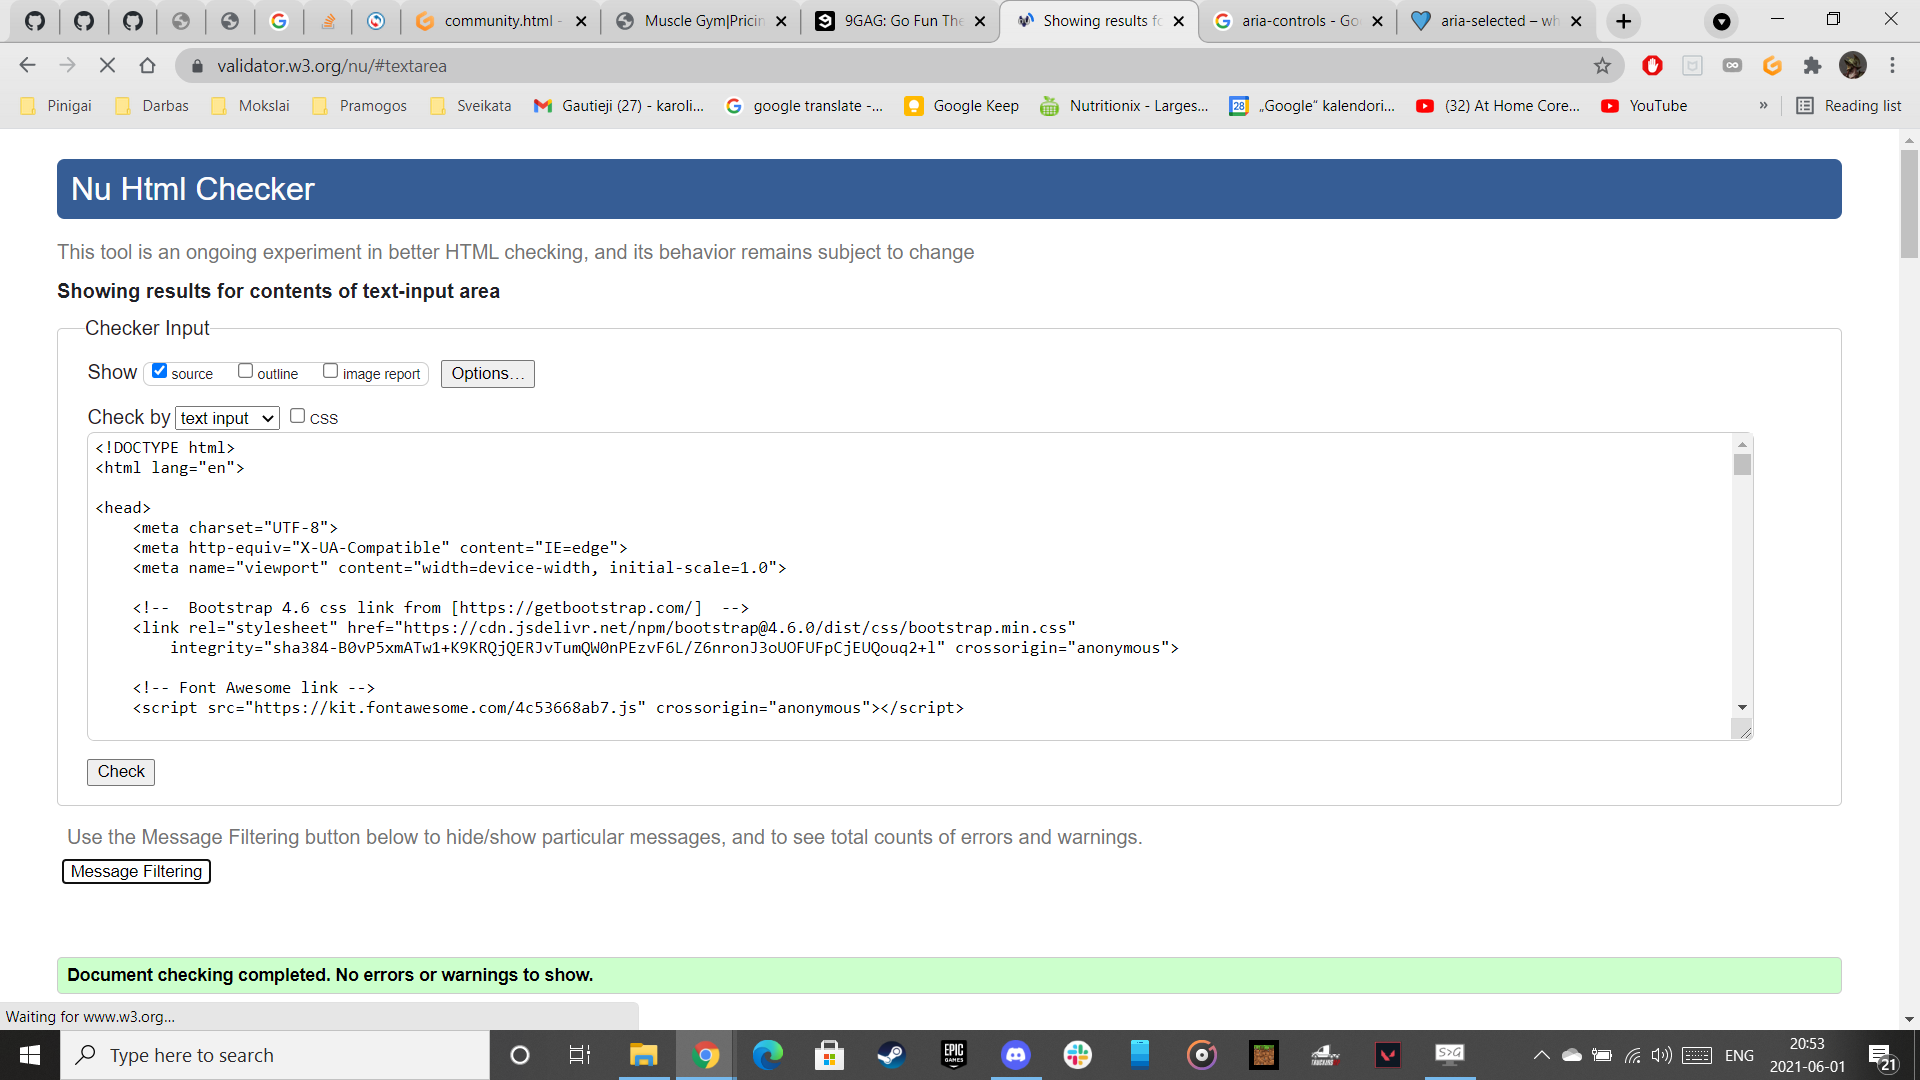 community.html -
Muscle Gym|Pricin
9GAG: Go Fun The
Showing results fo
aria-controls - Go
aria-selected – wh
validator.w3.org/nu/#textarea
Pinigai
Darbas
Mokslai
Pramogos
Sveikata
Gautieji (27) - karoli...
google translate -...
Google Keep
Nutritionix - Larges...
28
„Google“ kalendori...
(32) At Home Core...
YouTube
»
Reading list
Nu Html Checker
This tool is an ongoing experiment in better HTML checking, and its behavior remains subject to change
Showing results for contents of text-input area
Checker Input
Show source outline image report Options...
Check by text input CSS
<!DOCTYPE html>
<html lang="en">
<head>
<meta charset="UTF-8">
<meta http-equiv="X-UA-Compatible" content="IE=edge">
<meta name="viewport" content="width=device-width, initial-scale=1.0">
<!--  Bootstrap 4.6 css link from [https://getbootstrap.com/]  -->
<link rel="stylesheet" href="https://cdn.jsdelivr.net/npm/bootstrap@4.6.0/dist/css/bootstrap.min.css"
integrity="sha384-B0vP5xmATw1+K9KRQjQERJvTumQW0nPEzvF6L/Z6nronJ3oUOFUFpCjEUQouq2+l" crossorigin="anonymous">
<!-- Font Awesome link -->
<script src="https://kit.fontawesome.com/4c53668ab7.js" crossorigin="anonymous"></script>
Check
Use the Message Filtering button below to hide/show particular messages, and to see total counts of errors and warnings.
Message Filtering
Document checking completed. No errors or warnings to show.
Waiting for www.w3.org...
Type here to search
EPIC
GAMES
S>G
ENG
20:53
2021-06-01
21